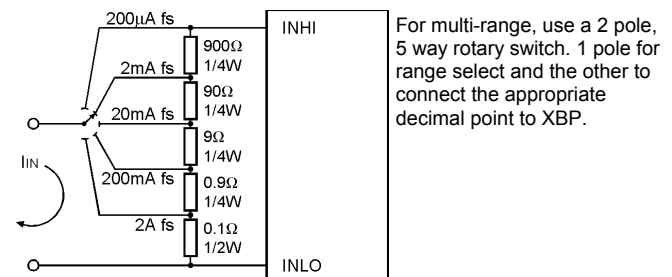 200µA fs
INHI
For multi-range, use a 2 pole,
5 way rotary switch. 1 pole for
range select and the other to
connect the appropriate
decimal point to XBP.
900Ω
1/4W
2mA fs
90Ω
1/4W
20mA fs
9Ω
1/4W
IIN
200mA fs
0.9Ω
1/4W
2A fs
0.1Ω
1/2W
INLO